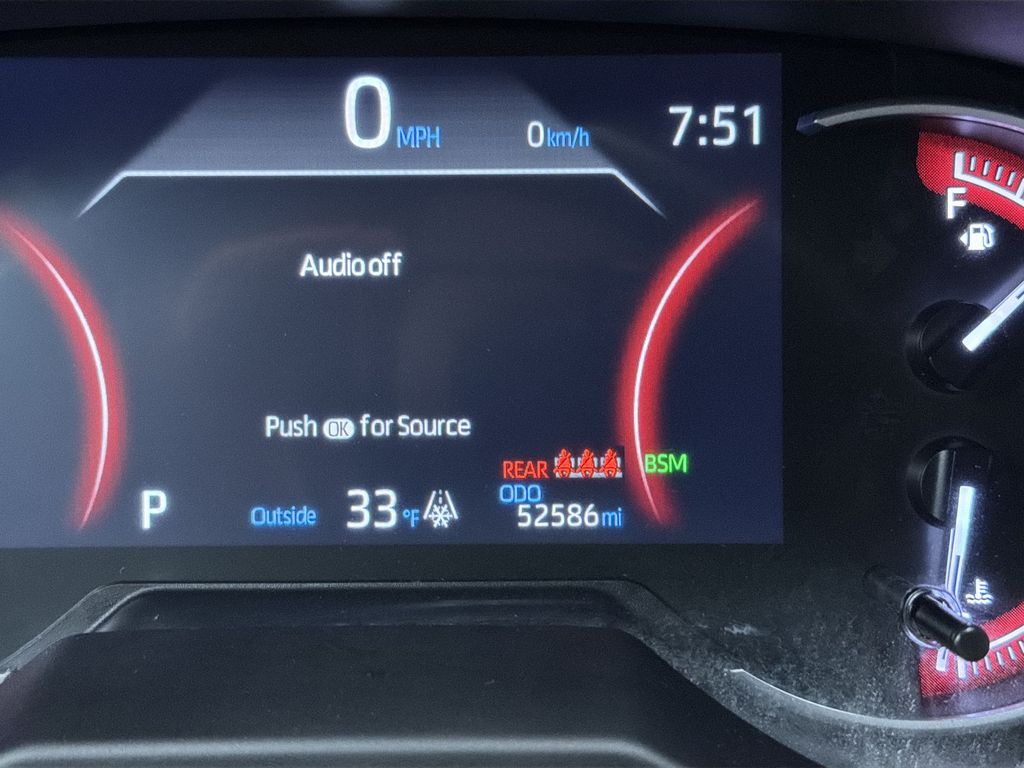 0 MPH 0 km/h 7:51
F
Audio off
Push OK for Source
REAR BSM
ODO
P Outside 33 °F 52586 mi